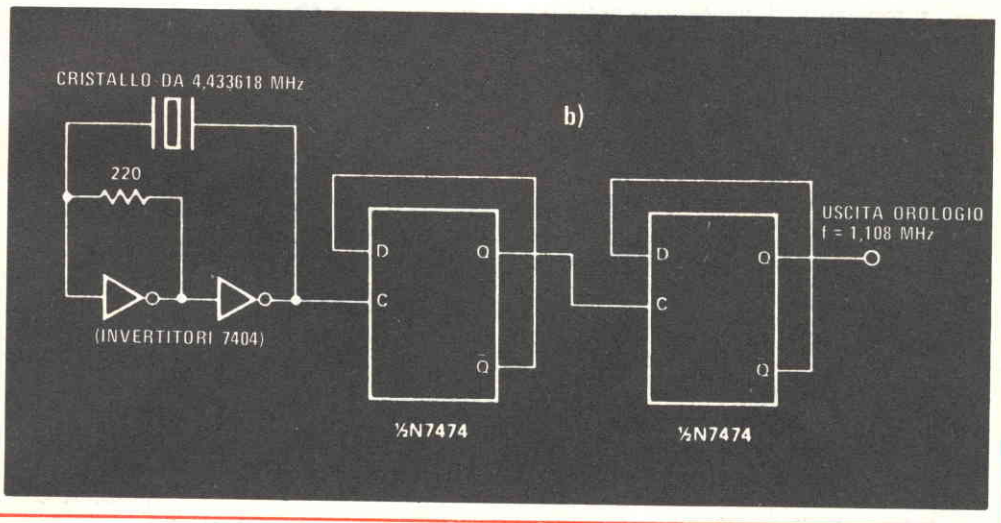 CRISTALLO DA 4,433618 MHz
b)
220
(INVERTITORI 7404)
D
Q
C
Q̅
½N7474
D
Q
C
Q
½N7474
USCITA OROLOGIO
f = 1,108 MHz